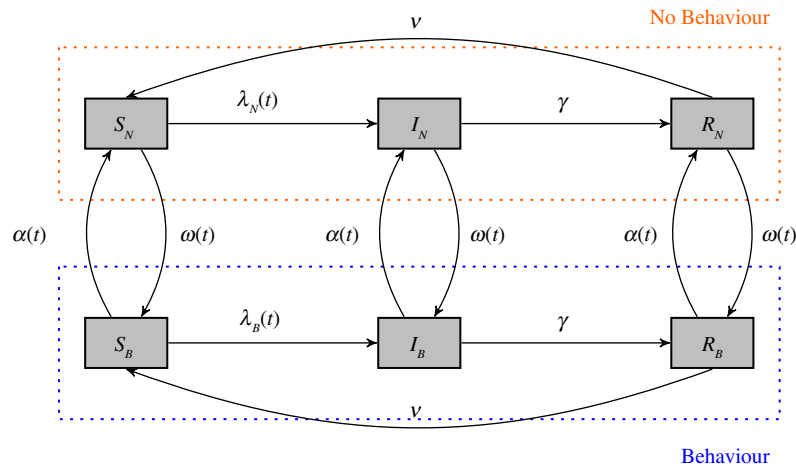 ν
No Behaviour
λ_N(t)
γ
S_N
I_N
R_N
α(t)
ω(t)
α(t)
ω(t)
α(t)
ω(t)
λ_B(t)
γ
S_B
I_B
R_B
ν
Behaviour